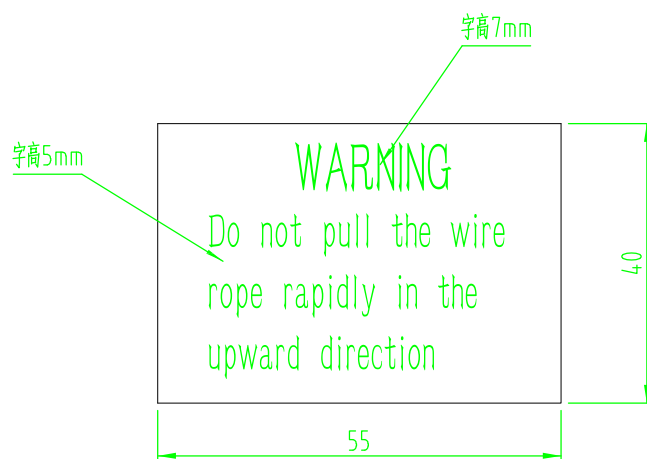 字高7mm
字高5mm
WARNING
Do not pull the wire
rope rapidly in the
upward direction
40
55